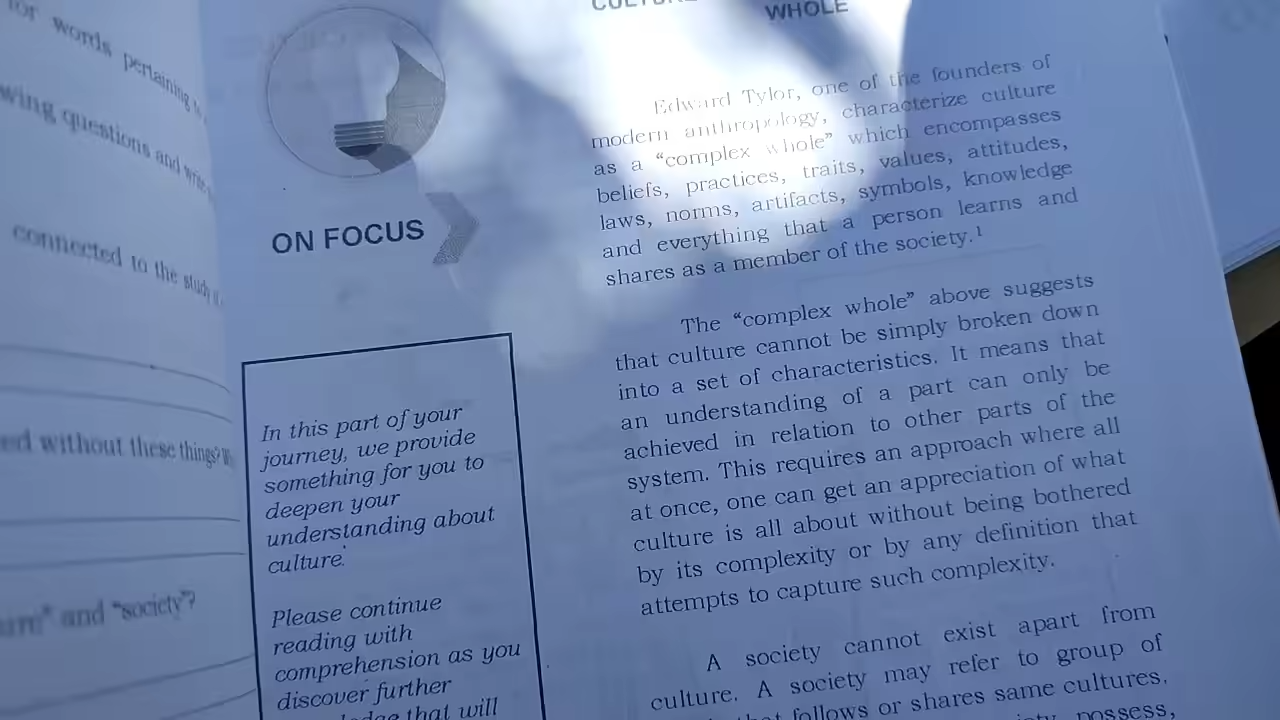 for words pertaining
questions and
connected to the study
ed without these things?
and "society"?
ON FOCUS
In this part of your
journey, we provide
something for you to
deepen your
understanding about
culture.
Please continue
reading with
comprehension as you
discover further
that will
WHOLE
Edward Tylor, one of the founders of
modern anthropology, characterize culture
as a “complex whole” which encompasses
beliefs, practices, traits, values, attitudes,
laws, norms, artifacts, symbols, knowledge
and everything that a person learns and
shares as a member of the society.¹
The “complex whole” above suggests
that culture cannot be simply broken down
into a set of characteristics. It means that
an understanding of a part can only be
achieved in relation to other parts of the
system. This requires an approach where all
at once, one can get an appreciation of what
culture is all about without being bothered
by its complexity or by any definition that
attempts to capture such complexity.
A society cannot exist apart from
culture. A society may refer to group of
that follows or shares same cultures.
possess,